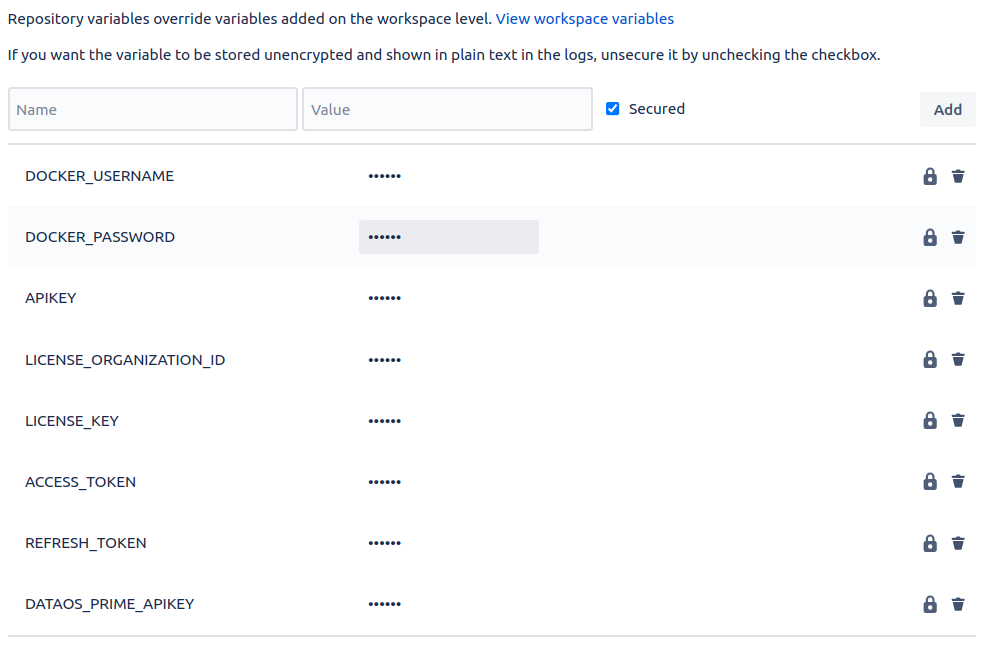 Repository variables override variables added on the workspace level. View workspace variables
If you want the variable to be stored unencrypted and shown in plain text in the logs, unsecure it by unchecking the checkbox.
Name Value Secured Add
DOCKER_USERNAME ••••••
DOCKER_PASSWORD ••••••
APIKEY ••••••
LICENSE_ORGANIZATION_ID ••••••
LICENSE_KEY ••••••
ACCESS_TOKEN ••••••
REFRESH_TOKEN ••••••
DATAOS_PRIME_APIKEY ••••••